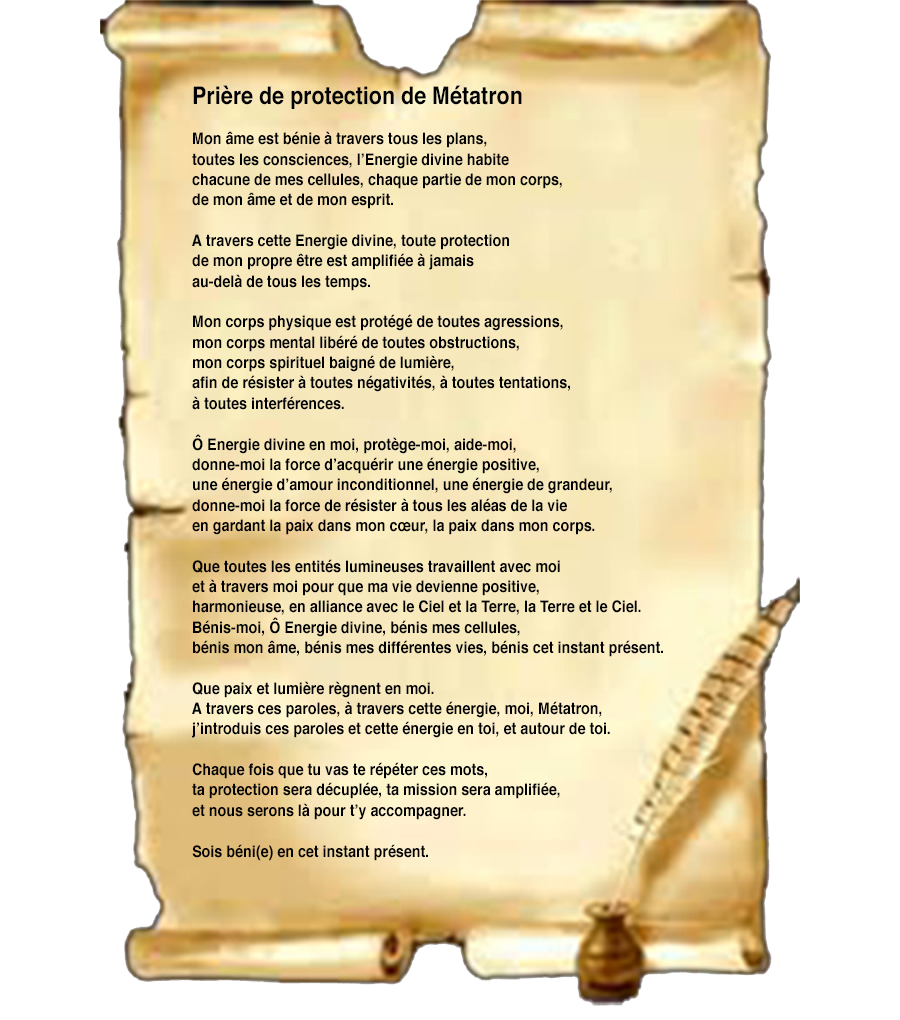 Prière de protection de Métatron
Mon âme est bénie à travers tous les plans,
toutes les consciences, l'Energie divine habite
chacune de mes cellules, chaque partie de mon corps,
de mon âme et de mon esprit.
A travers cette Energie divine, toute protection
de mon propre être est amplifiée à jamais
au-delà de tous les temps.
Mon corps physique est protégé de toutes agressions,
mon corps mental libéré de toutes obstructions,
mon corps spirituel baigné de lumière,
afin de résister à toutes négativités, à toutes tentations,
à toutes interférences.
Ô Energie divine en moi, protège-moi, aide-moi,
donne-moi la force d'acquérir une énergie positive,
une énergie d'amour inconditionnel, une énergie de grandeur,
donne-moi la force de résister à tous les aléas de la vie
en gardant la paix dans mon cœur, la paix dans mon corps.
Que toutes les entités lumineuses travaillent avec moi
et à travers moi pour que ma vie devienne positive,
harmonieuse, en alliance avec le Ciel et la Terre, la Terre et le Ciel.
Bénis-moi, Ô Energie divine, bénis mes cellules,
bénis mon âme, bénis mes différentes vies, bénis cet instant présent.
Que paix et lumière règnent en moi.
A travers ces paroles, à travers cette énergie, moi, Métatron,
j'introduis ces paroles et cette énergie en toi, et autour de toi.
Chaque fois que tu vas te répéter ces mots,
ta protection sera décuplée, ta mission sera amplifiée,
et nous serons là pour t'y accompagner.
Sois béni(e) en cet instant présent.